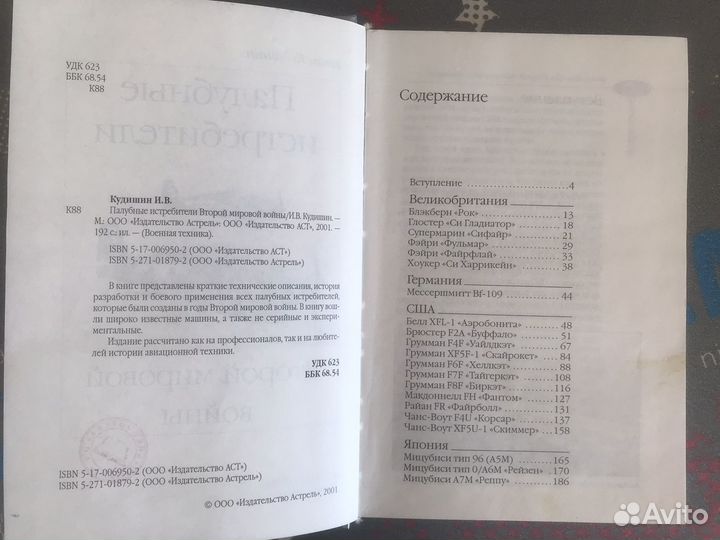 УДК 623
ББК 68.54
К88
Кудишин И.В.
К88
Палубные истребители Второй мировой войны/И.В. Кудишин. —
М.: ООО «Издательство Астрель»: ООО «Издательство АСТ», 2001. —
192 с.: ил. — (Военная техника).
ISBN 5-17-006950-2 (ООО «Издательство АСТ»)
ISBN 5-271-01879-2 (ООО «Издательство Астрель»)
В книге представлены краткие технические описания, история
разработки и боевого применения всех палубных истребителей,
которые были созданы в годы Второй мировой войны. В книгу вош-
ли широко известные машины, а также не серийные и экспери-
ментальные.
Издание рассчитано как на профессионалов, так и на любите-
лей истории авиационной техники.
УДК 623
ББК 68.54
ISBN 5-17-006950-2 (ООО «Издательство АСТ»)
ISBN 5-271-01879-2 (ООО «Издательство Астрель»)
© ООО «Издательство Астрель», 2001
Содержание
Вступление 4
Великобритания
Блэкберн «Рок» 13
Глостер «Си Гладиатор» 18
Супермарин «Сифайр» 21
Фэйри «Фульмар» 29
Фэйри «Файрфлай» 33
Хоукер «Си Харрикейн» 38
Германия
Мессершмитт Bf-109 44
США
Белл XFL-1 «Аэробонита» 48
Брюстер F2A «Буффало» 51
Грумман F4F «Уайлдкэт» 67
Грумман XF5F-1 «Скайрокет» 84
Грумман F6F «Хеллкэт» 88
Грумман F7F «Тайгеркэт» 108
Грумман F8F «Биркэт» 116
Макдоннелл FH «Фантом» 127
Райан FR «Файрболл» 131
Чанс-Воут F4U «Корсар» 137
Чанс-Воут XF5U-1 «Скиммер» 158
Япония
Мицубиси тип 96 (А5М) 165
Мицубиси тип 0/А6М «Рейзен» 170
Мицубиси А7М «Реппу» 186
Avito